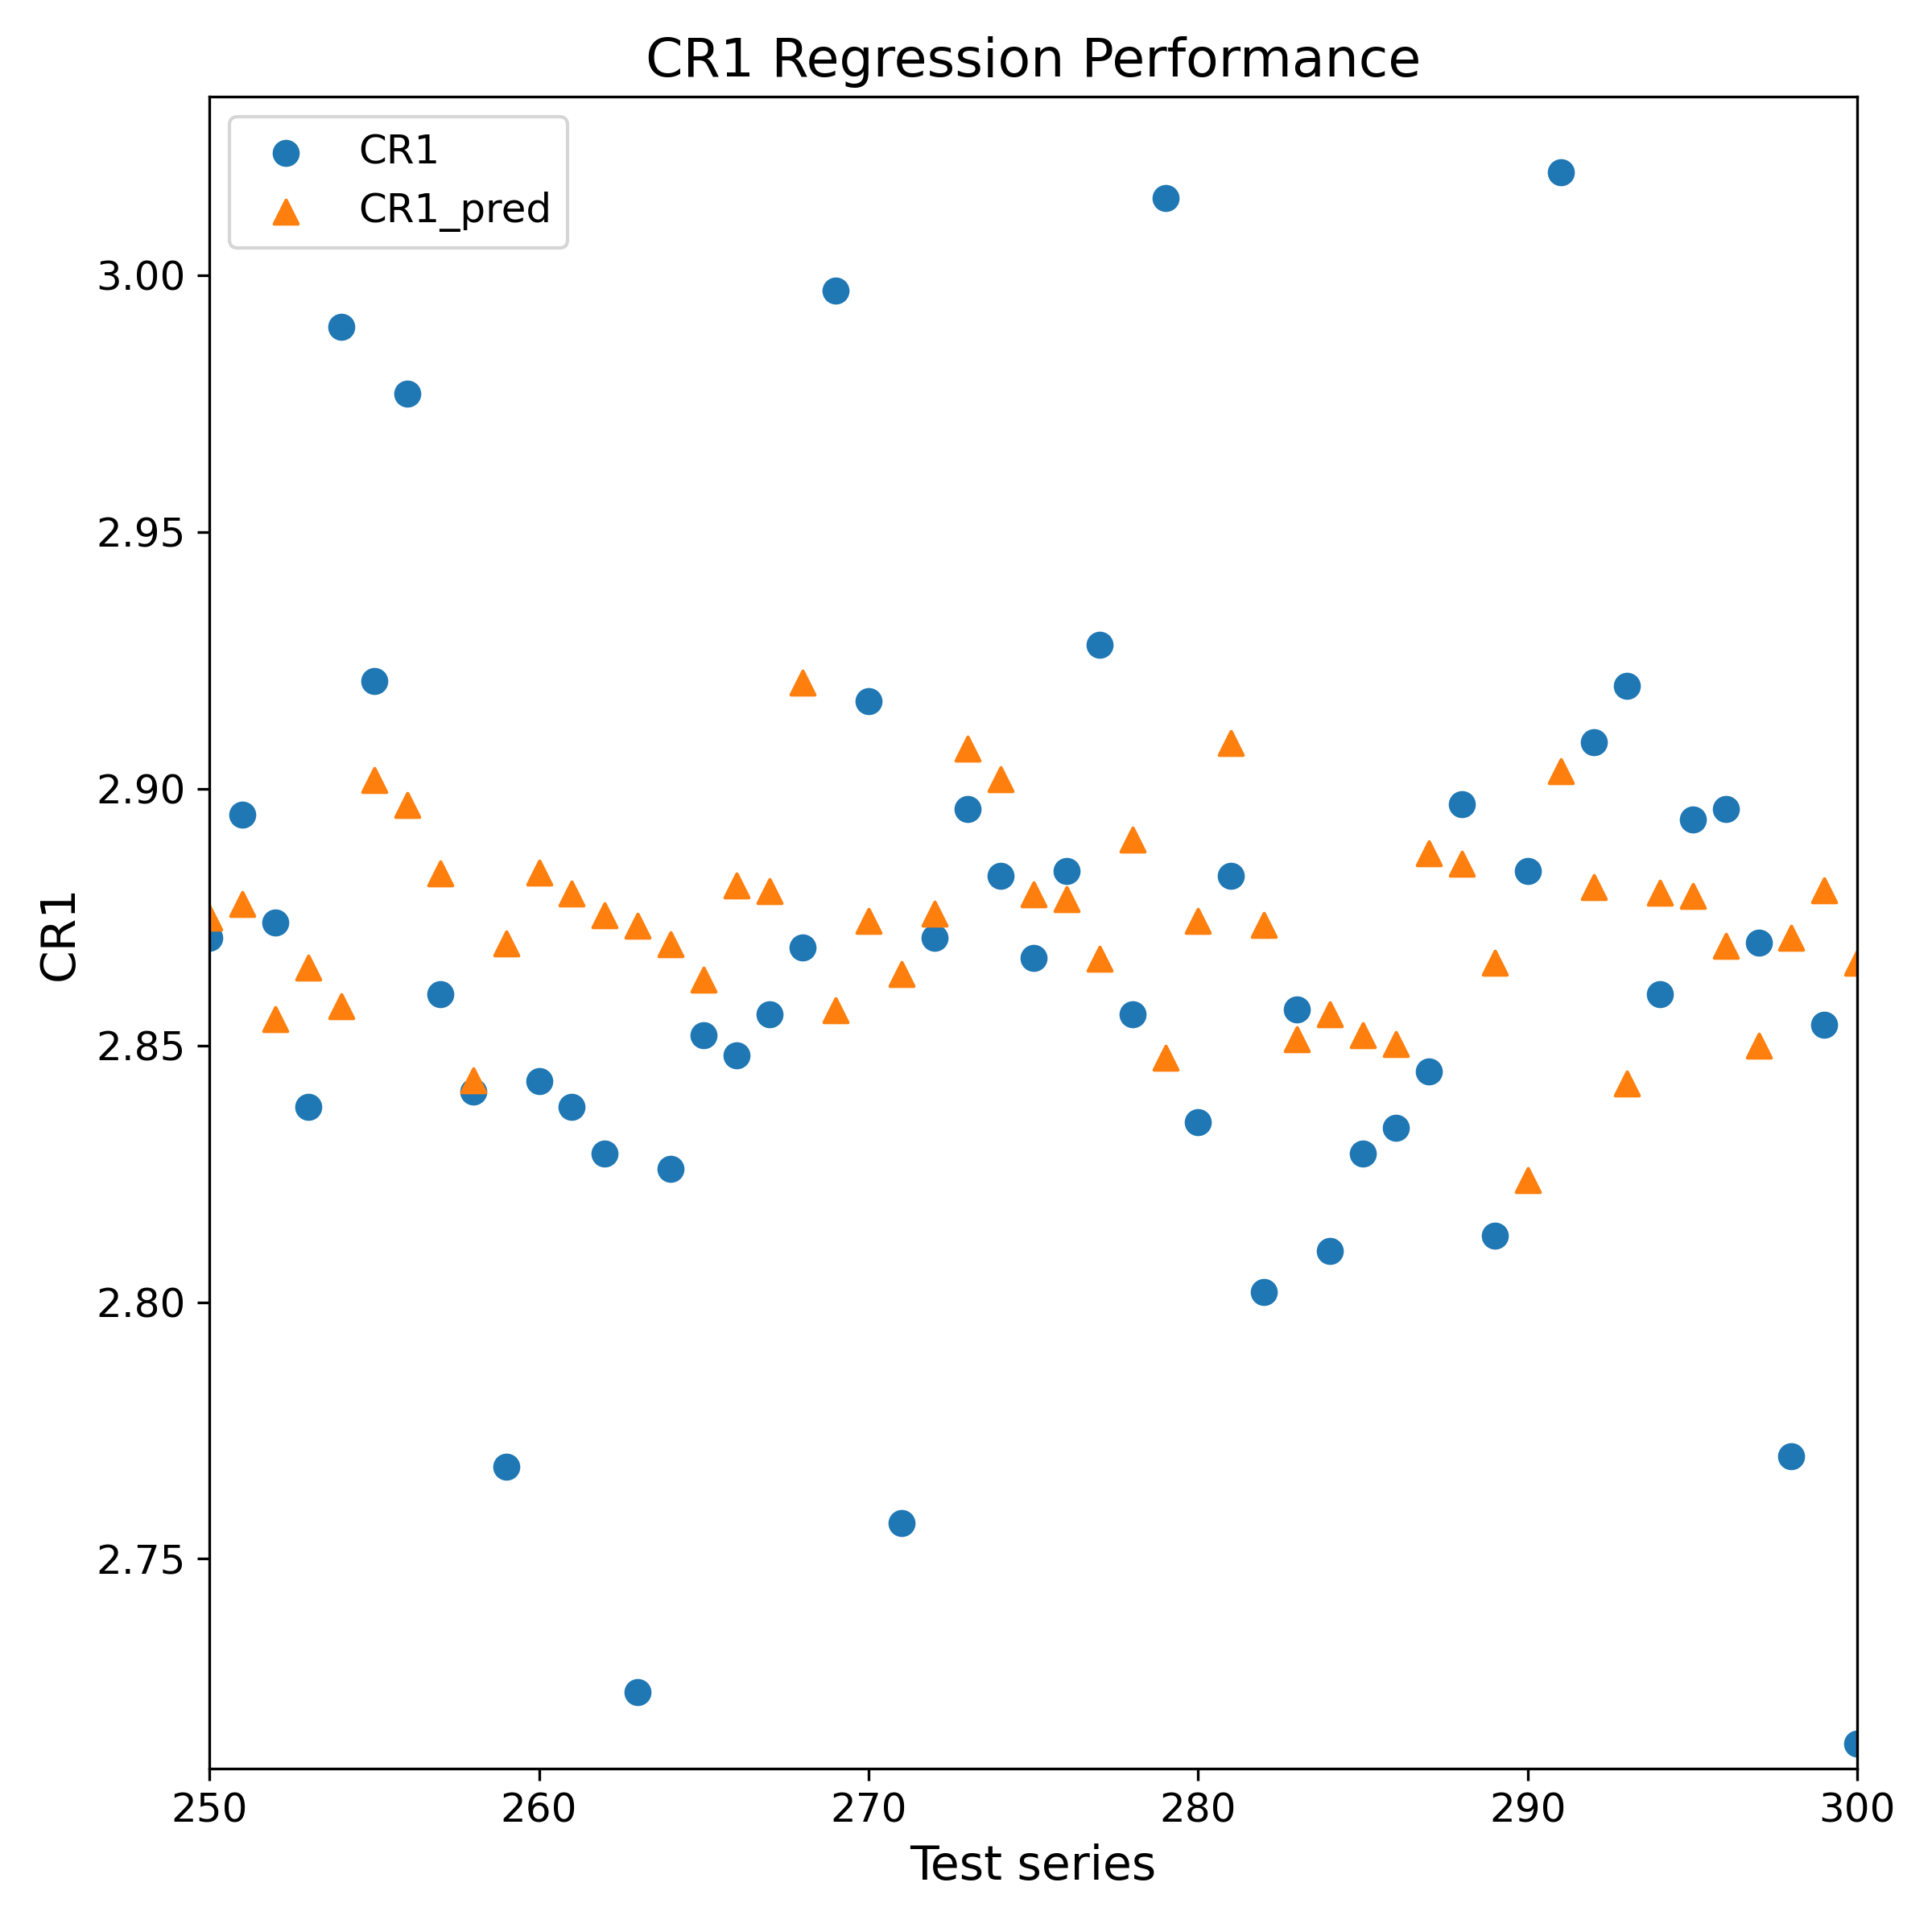 CR1 Regression Performance
CR1
CR1_pred
3.00
2.95
2.90
2.85
2.80
2.75
CR1
250 260 270 280 290 300
Test series